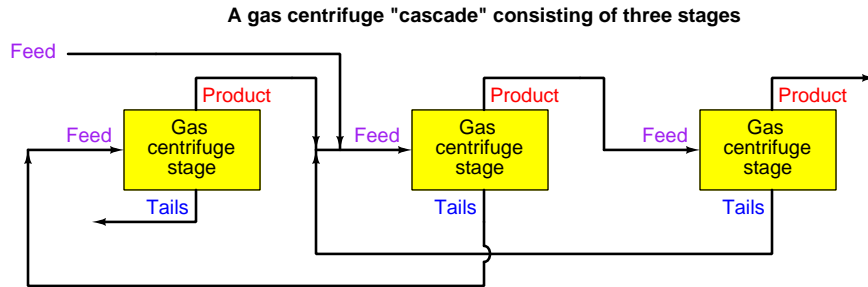 A gas centrifuge "cascade" consisting of three stages
Feed
Product
Product
Product
Feed
Gas
centrifuge
stage
Feed
Gas
centrifuge
stage
Feed
Gas
centrifuge
stage
Tails
Tails
Tails